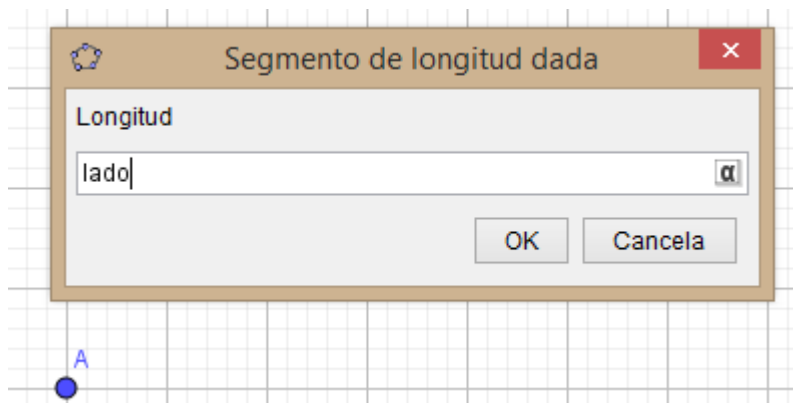 Segmento de longitud dada
Longitud
lado
α
OK
Cancela
A